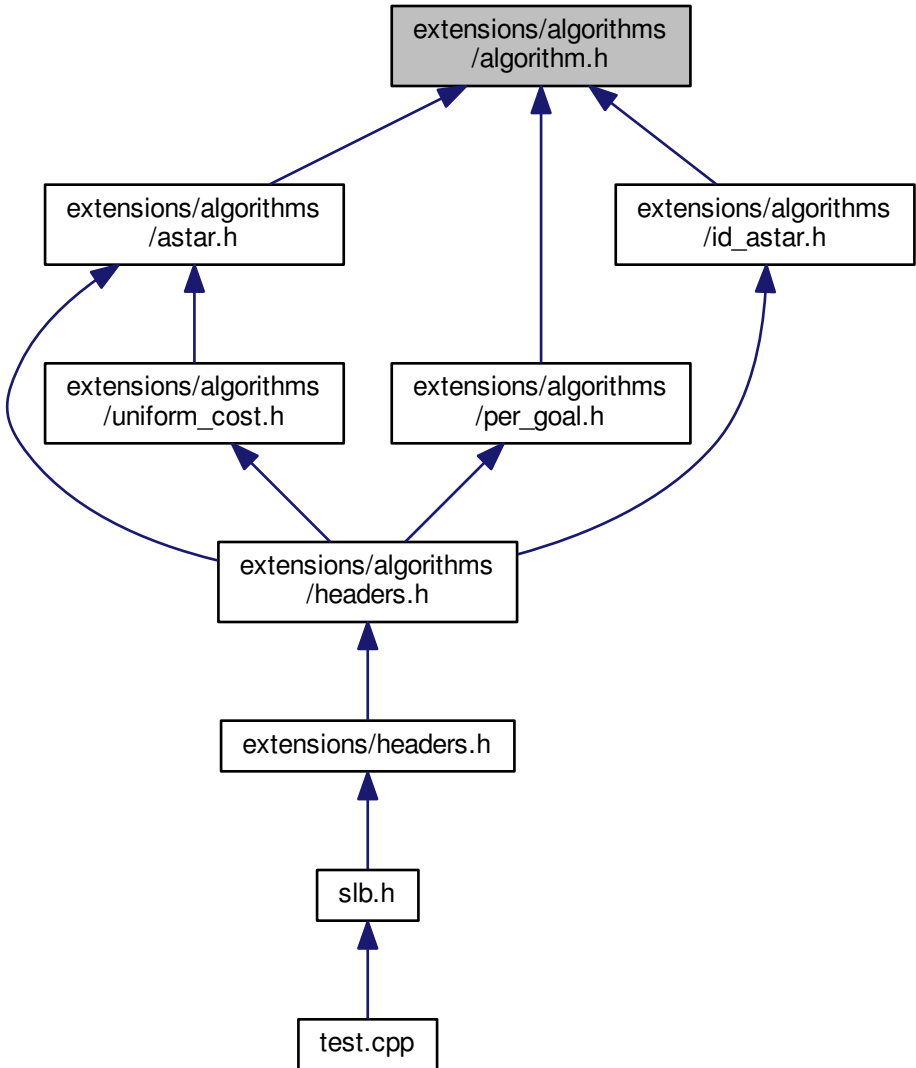 extensions/algorithms
/algorithm.h
extensions/algorithms
/astar.h
extensions/algorithms
/id_astar.h
extensions/algorithms
/uniform_cost.h
extensions/algorithms
/per_goal.h
extensions/algorithms
/headers.h
extensions/headers.h
slb.h
test.cpp